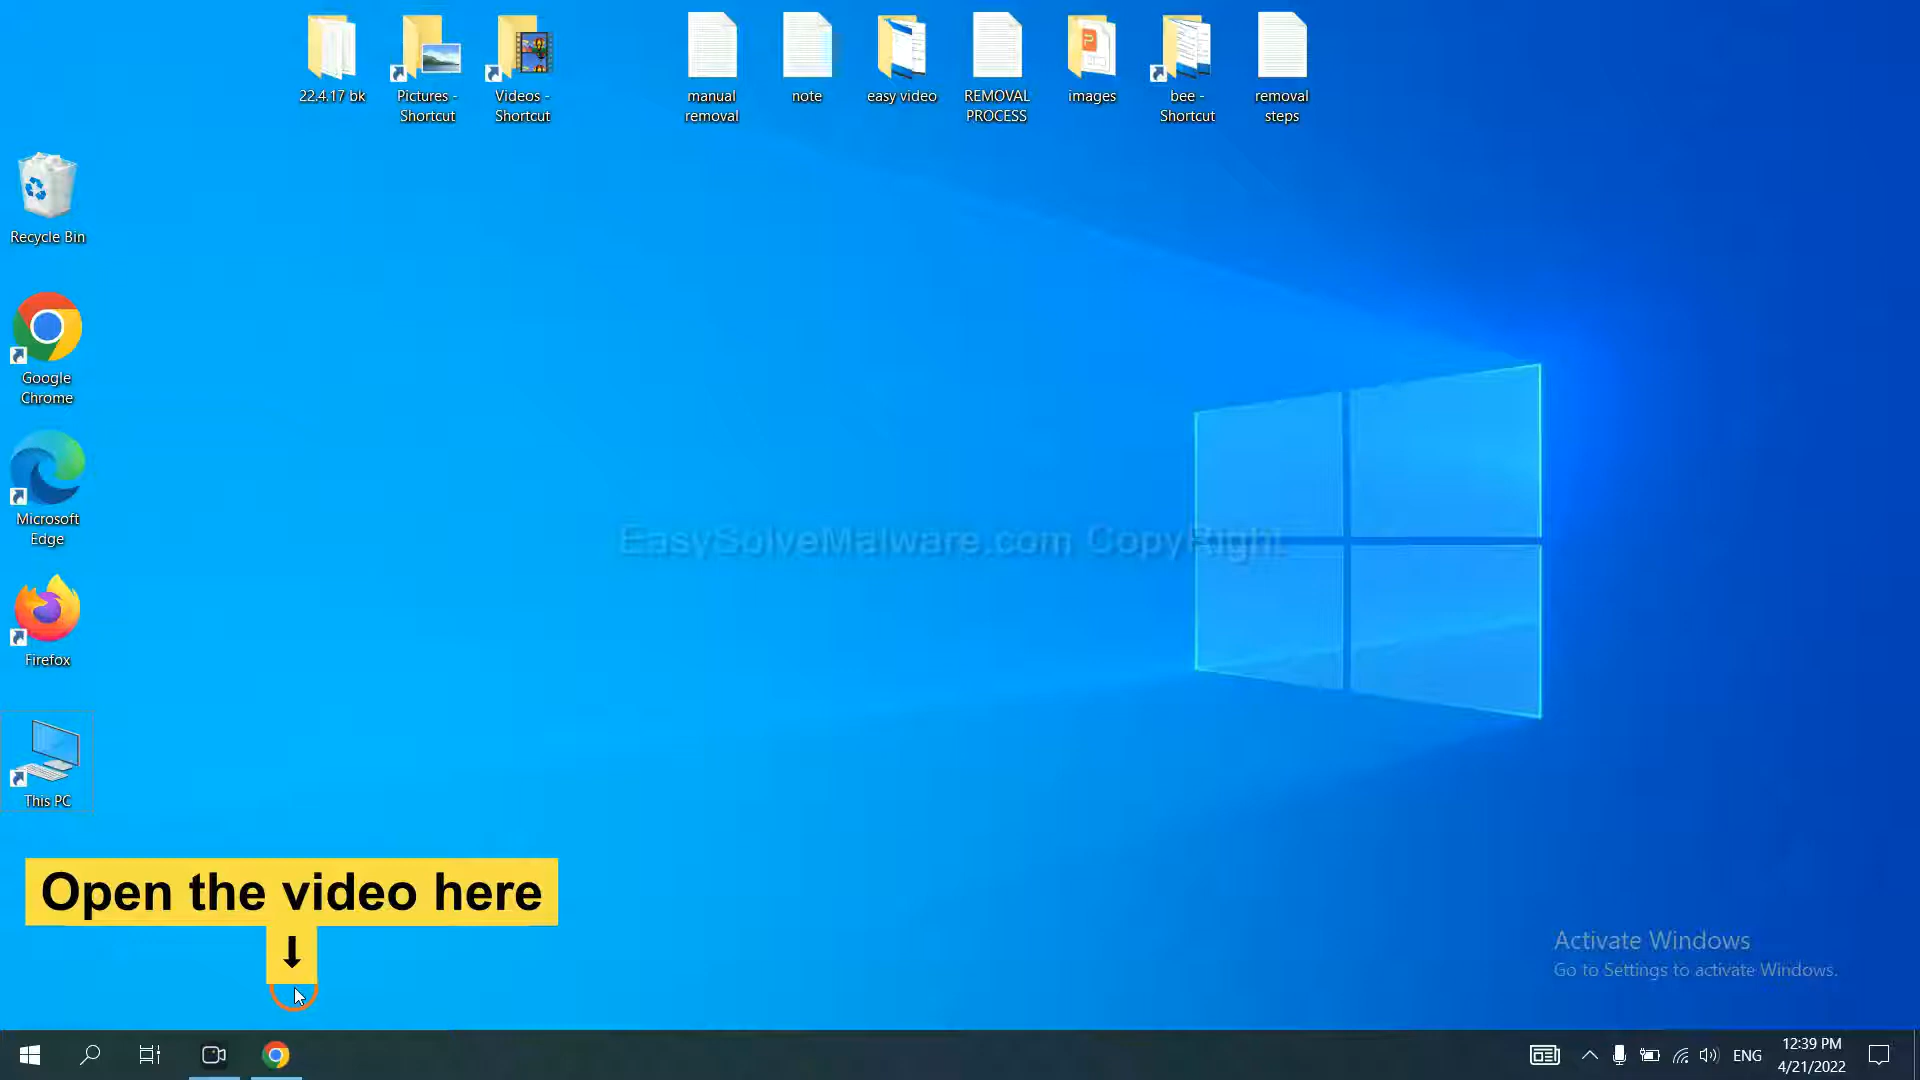 22.4.17 bk
Pictures -
Shortcut
Videos -
Shortcut
manual
removal
note
easy video
REMOVAL
PROCESS
images
bee -
Shortcut
removal
steps
Recycle Bin
Google
Chrome
Microsoft
Edge
Firefox
This PC
EasySolveMalware.com CopyRight
Open the video here
Activate Windows
Go to Settings to activate Windows.
ENG
12:39 PM
4/21/2022